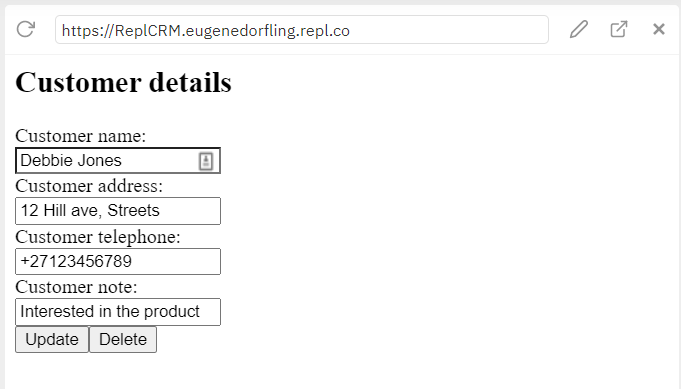 https://ReplCRM.eugenedorfling.repl.co
Customer details
Customer name:
Debbie Jones
Customer address:
12 Hill ave, Streets
Customer telephone:
+27123456789
Customer note:
Interested in the product
Update Delete